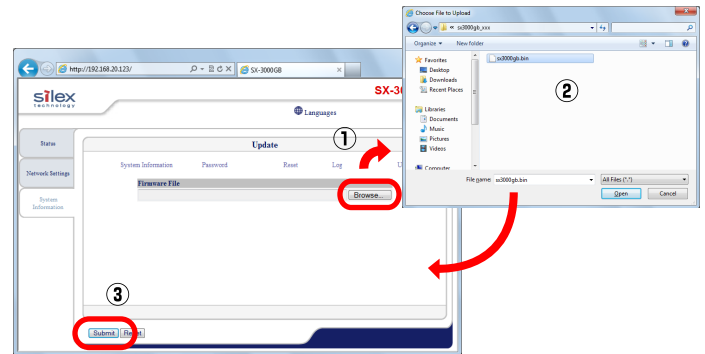 Choose File to Upload
sx3000gb_xxx
Organize
New folder
Favorites
Desktop
Downloads
Recent Places
Libraries
Documents
Music
Pictures
Videos
Computer
sx3000gb.bin
②
File name: sx3000gb.bin
All Files (*.*)
Open
Cancel
http://192.168.20.123/
SX-3000GB
silex
technology
SX-30
Languages
Status
Network Settings
System
Information
Update
①
System Information
Password
Reset
Log
U
Firmware File
Browse...
③
Submit